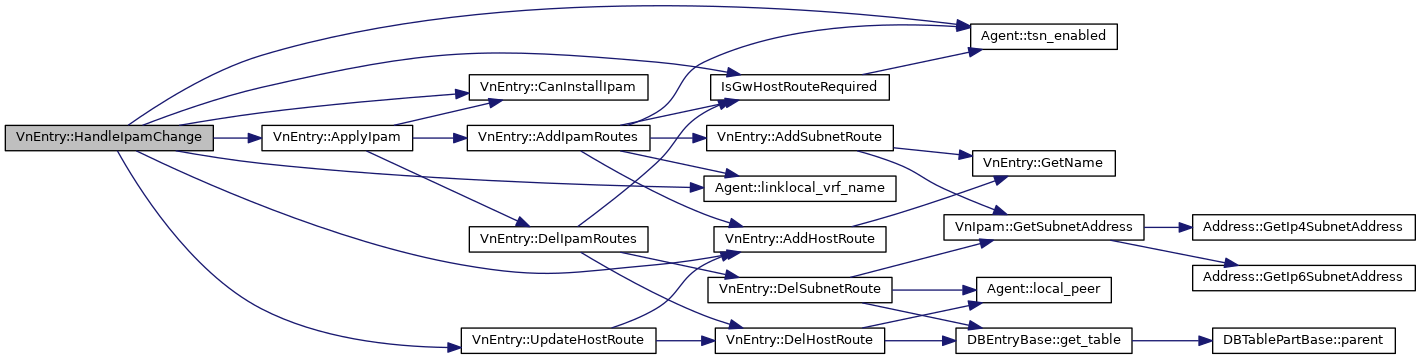 Agent::tsn_enabled
VnEntry::CanInstallIpam
IsGwHostRouteRequired
VnEntry::HandleIpamChange
VnEntry::ApplyIpam
VnEntry::AddIpamRoutes
VnEntry::AddSubnetRoute
VnEntry::GetName
Agent::linklocal_vrf_name
VnEntry::DelIpamRoutes
VnEntry::AddHostRoute
VnIpam::GetSubnetAddress
Address::GetIp4SubnetAddress
Address::GetIp6SubnetAddress
VnEntry::DelSubnetRoute
Agent::local_peer
VnEntry::UpdateHostRoute
VnEntry::DelHostRoute
DBEntryBase::get_table
DBTablePartBase::parent